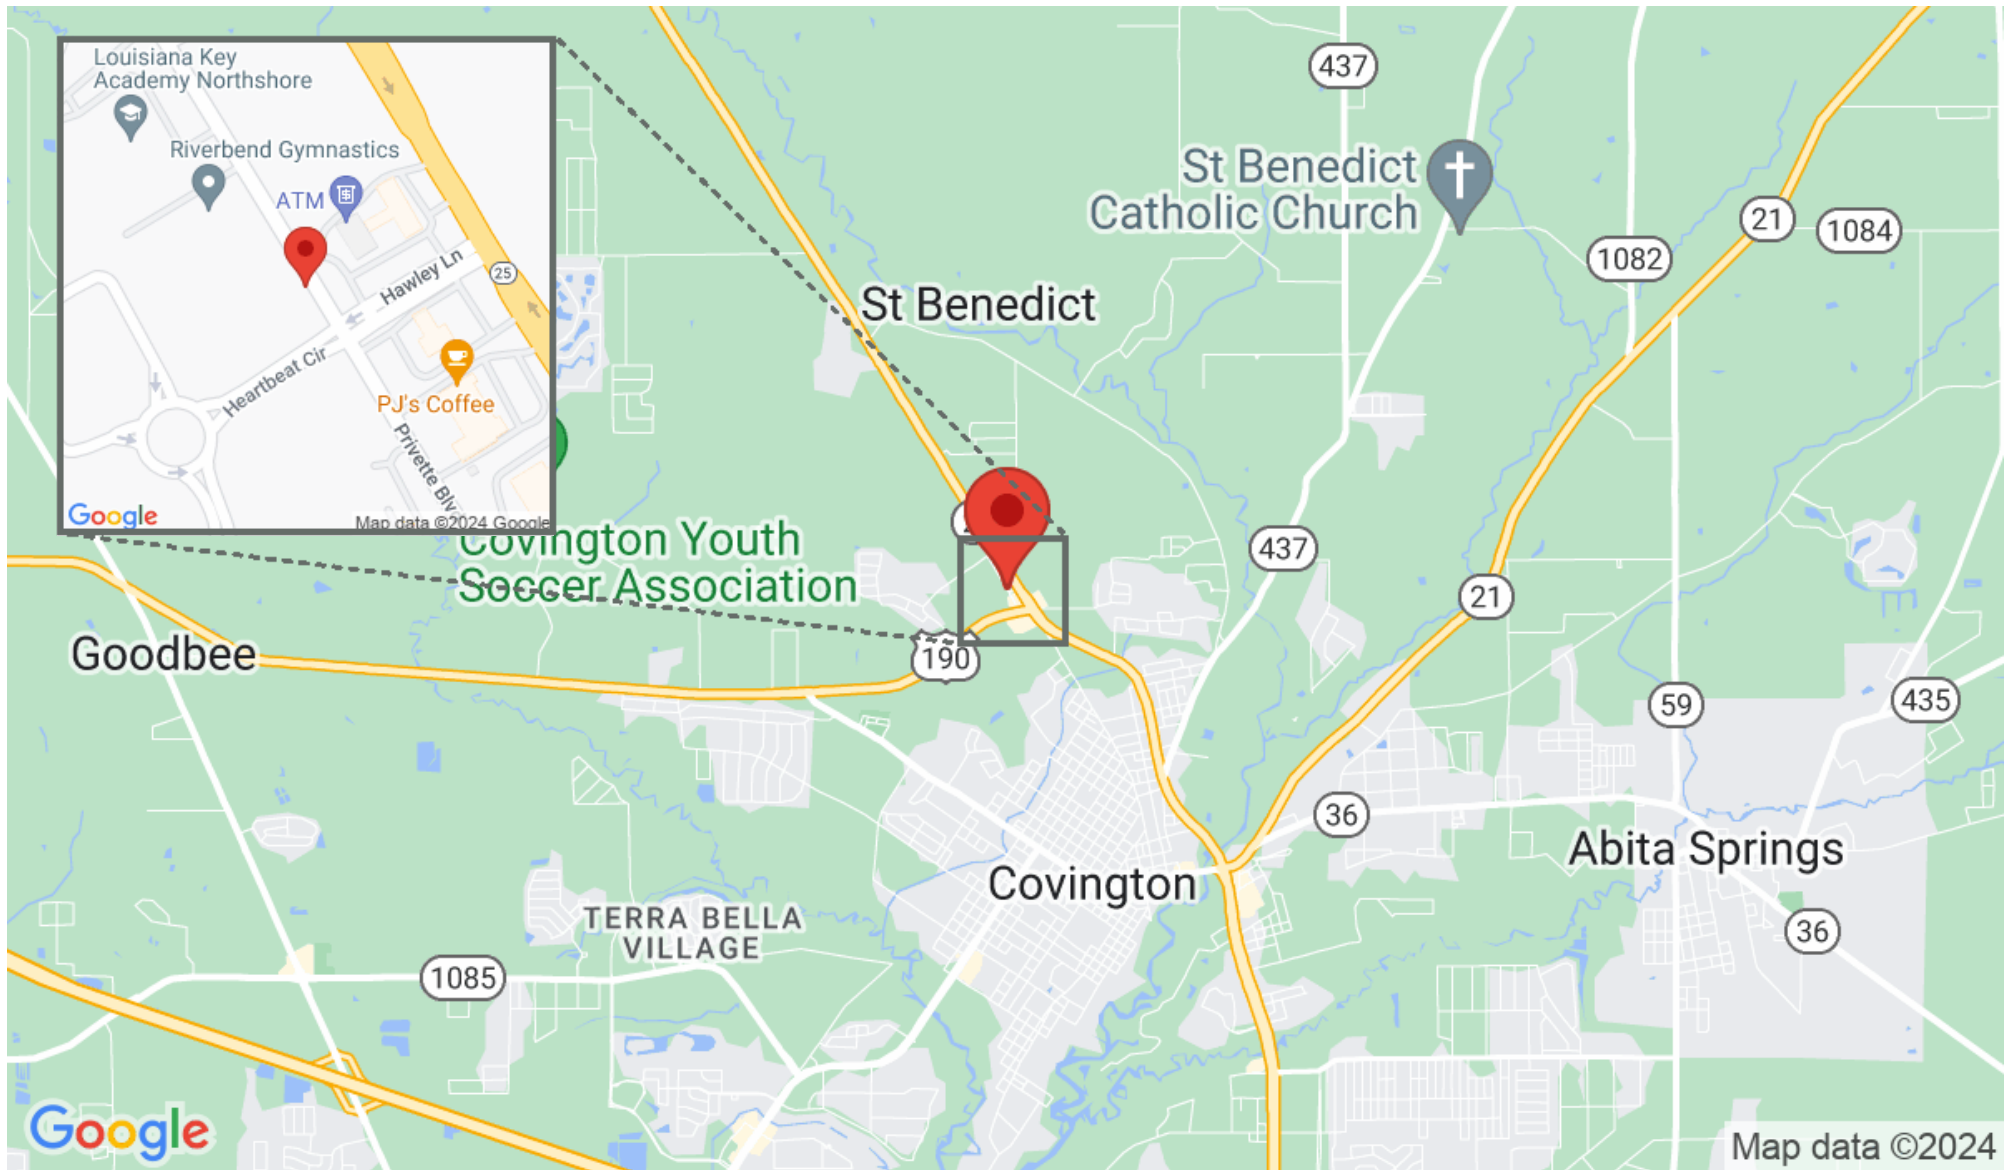 Louisiana Key
Academy Northshore
Riverbend Gymnastics
ATM
Hawley Ln
25
Heartbeat Cir
PJ's Coffee
Privette Blv
Google
Map data ©2024 Google
437
St Benedict
Catholic Church
21
1084
1082
St Benedict
Covington Youth
Soccer Association
437
21
Goodbee
190
59
435
36
Abita Springs
Covington
TERRA BELLA
VILLAGE
36
1085
Google
Map data ©2024